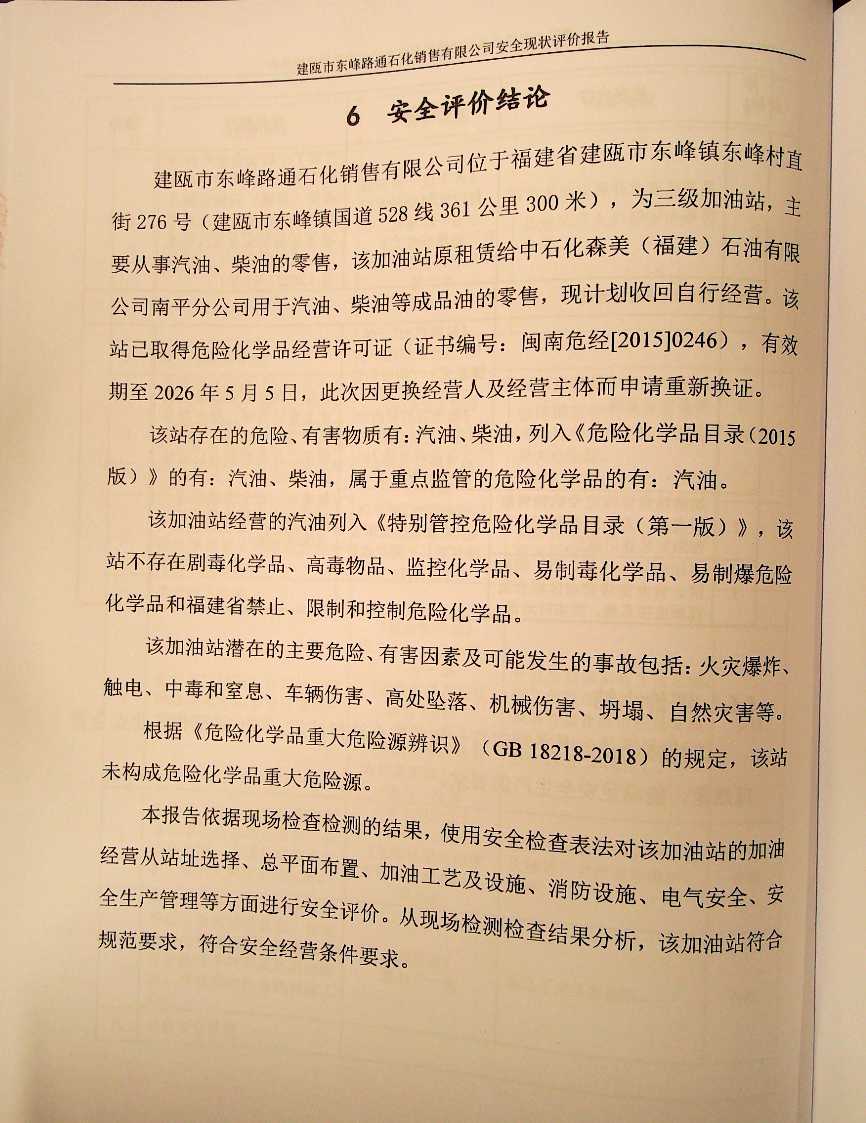 建瓯市东峰路通石化销售有限公司安全现状评价报告
6 安全评价结论
建瓯市东峰路通石化销售有限公司位于福建省建瓯市东峰镇东峰村直
街 276 号（建瓯市东峰镇国道 528 线 361 公里 300 米），为三级加油站，主
要从事汽油、柴油的零售，该加油站原租赁给中石化森美（福建）石油有限
公司南平分公司用于汽油、柴油等成品油的零售，现计划收回自行经营。该
站已取得危险化学品经营许可证（证书编号：闽南危经[2015]0246），有效
期至 2026 年 5 月 5 日，此次因更换经营人及经营主体而申请重新换证。
该站存在的危险、有害物质有：汽油、柴油，列入《危险化学品目录（2015
版）》的有：汽油、柴油，属于重点监管的危险化学品的有：汽油。
该加油站经营的汽油列入《特别管控危险化学品目录（第一版）》，该
站不存在剧毒化学品、高毒物品、监控化学品、易制毒化学品、易制爆危险
化学品和福建省禁止、限制和控制危险化学品。
该加油站潜在的主要危险、有害因素及可能发生的事故包括：火灾爆炸、
触电、中毒和窒息、车辆伤害、高处坠落、机械伤害、坍塌、自然灾害等。
根据《危险化学品重大危险源辨识》（GB 18218-2018）的规定，该站
未构成危险化学品重大危险源。
本报告依据现场检查检测的结果，使用安全检查表法对该加油站的加油
经营从站址选择、总平面布置、加油工艺及设施、消防设施、电气安全、安
全生产管理等方面进行安全评价。从现场检测检查结果分析，该加油站符合
规范要求，符合安全经营条件要求。